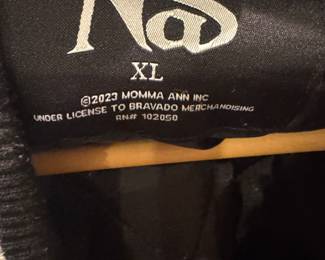 NaS
XL
©2023 MOMMA ANN INC
UNDER LICENSE TO BRAVADO MERCHANDISING
RN# 102050